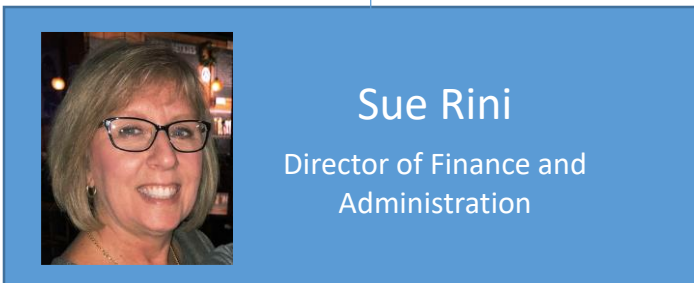 Sue Rini
Director of Finance and
Administration